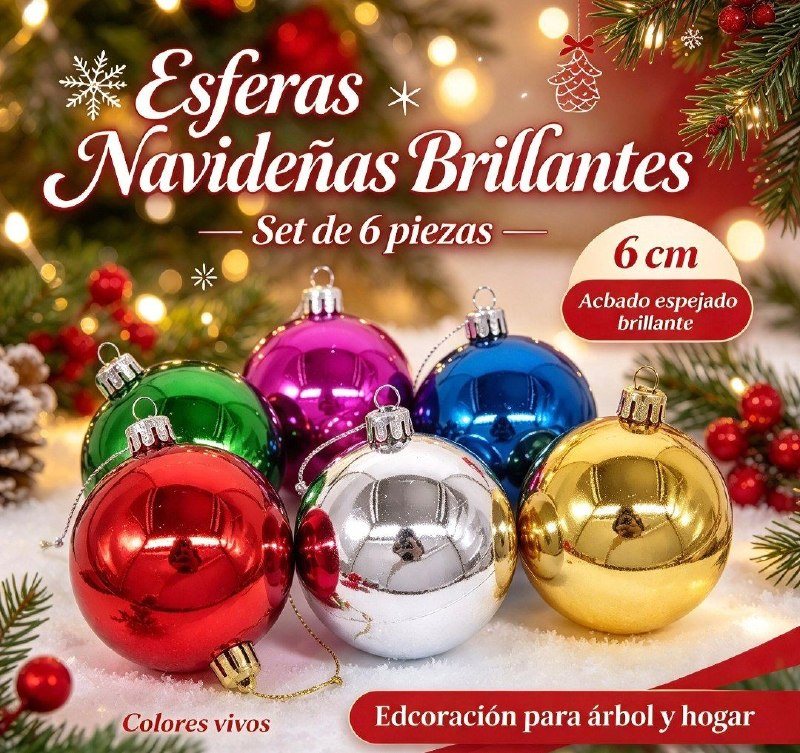 Esferas
Navideñas Brillantes
Set de 6 piezas
6 cm
Acbado espejado
brillante
Colores vivos
Edcoración para árbol y hogar